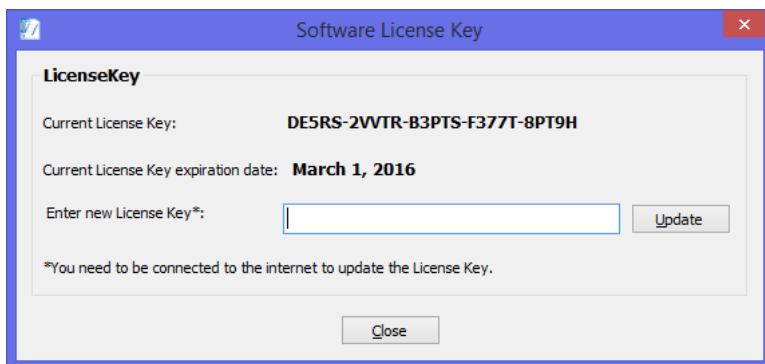 Software License Key
LicenseKey
Current License Key: DE5RS-2VVTR-B3PTS-F377T-8PT9H
Current License Key expiration date: March 1, 2016
Enter new License Key*: Update
*You need to be connected to the internet to update the License Key.
Close